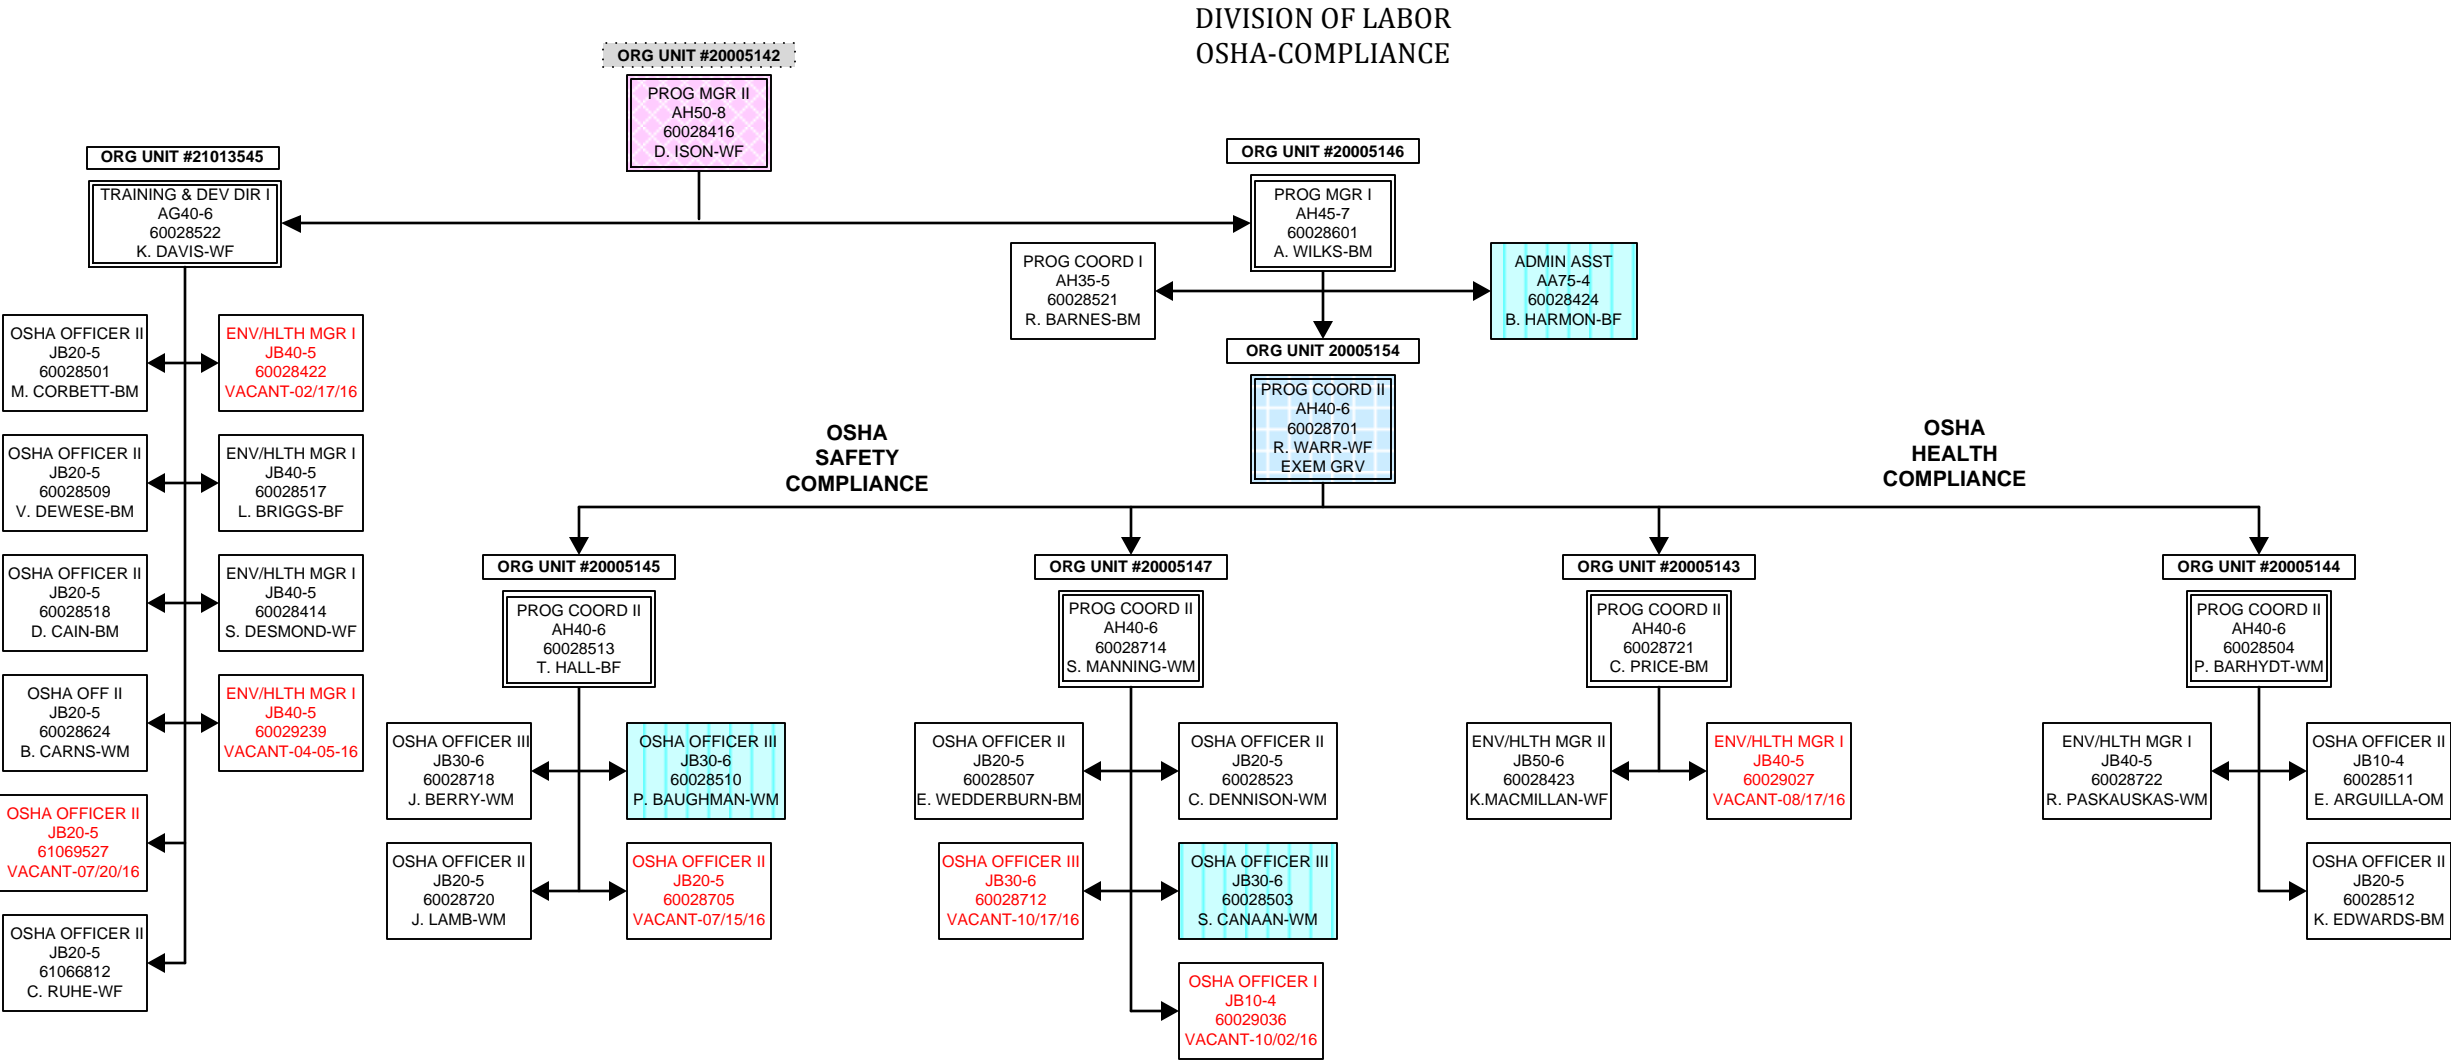 DIVISION OF LABOR
OSHA-COMPLIANCE
ORG UNIT #20005142
PROG MGR II
AH50-8
60028416
D. ISON-WF
ORG UNIT #21013545
TRAINING & DEV DIR I
AG40-6
60028522
K. DAVIS-WF
ORG UNIT #20005146
PROG MGR I
AH45-7
60028601
A. WILKS-BM
PROG COORD I
AH35-5
60028521
R. BARNES-BM
ADMIN ASST
AA75-4
60028424
B. HARMON-BF
ORG UNIT 20005154
PROG COORD II
AH40-6
60028701
R. WARR-WF
EXEM GRV
OSHA OFFICER II
JB20-5
60028501
M. CORBETT-BM
ENV/HLTH MGR I
JB40-5
60028422
VACANT-02/17/16
OSHA OFFICER II
JB20-5
60028509
V. DEWESE-BM
ENV/HLTH MGR I
JB40-5
60028517
L. BRIGGS-BF
OSHA OFFICER II
JB20-5
60028518
D. CAIN-BM
ENV/HLTH MGR I
JB40-5
60028414
S. DESMOND-WF
OSHA OFF II
JB20-5
60028624
B. CARNS-WM
ENV/HLTH MGR I
JB40-5
60029239
VACANT-04-05-16
OSHA OFFICER II
JB20-5
61069527
VACANT-07/20/16
OSHA OFFICER II
JB20-5
61066812
C. RUHE-WF
OSHA
SAFETY
COMPLIANCE
OSHA
HEALTH
COMPLIANCE
ORG UNIT #20005145
PROG COORD II
AH40-6
60028513
T. HALL-BF
OSHA OFFICER III
JB30-6
60028718
J. BERRY-WM
OSHA OFFICER III
JB30-6
60028510
P. BAUGHMAN-WM
OSHA OFFICER II
JB20-5
60028720
J. LAMB-WM
OSHA OFFICER II
JB20-5
60028705
VACANT-07/15/16
ORG UNIT #20005147
PROG COORD II
AH40-6
60028714
S. MANNING-WM
OSHA OFFICER II
JB20-5
60028507
E. WEDDERBURN-BM
OSHA OFFICER II
JB20-5
60028523
C. DENNISON-WM
OSHA OFFICER III
JB30-6
60028712
VACANT-10/17/16
OSHA OFFICER III
JB30-6
60028503
S. CANAAN-WM
OSHA OFFICER I
JB10-4
60029036
VACANT-10/02/16
ORG UNIT #20005143
PROG COORD II
AH40-6
60028721
C. PRICE-BM
ENV/HLTH MGR II
JB50-6
60028423
K.MACMILLAN-WF
ENV/HLTH MGR I
JB40-5
60029027
VACANT-08/17/16
ORG UNIT #20005144
PROG COORD II
AH40-6
60028504
P. BARHYDT-WM
ENV/HLTH MGR I
JB40-5
60028722
R. PASKAUSKAS-WM
OSHA OFFICER II
JB10-4
60028511
E. ARGUILLA-OM
OSHA OFFICER II
JB20-5
60028512
K. EDWARDS-BM